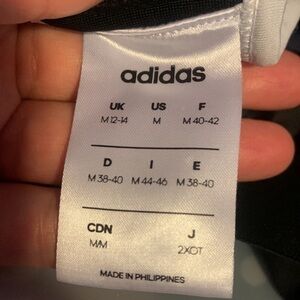 adidas
UK US F
M 12-14 M M 40-42
D I E
M 38-40 M 44-46 M 38-40
CDN J
M/M 2XOT
MADE IN PHILIPPINES